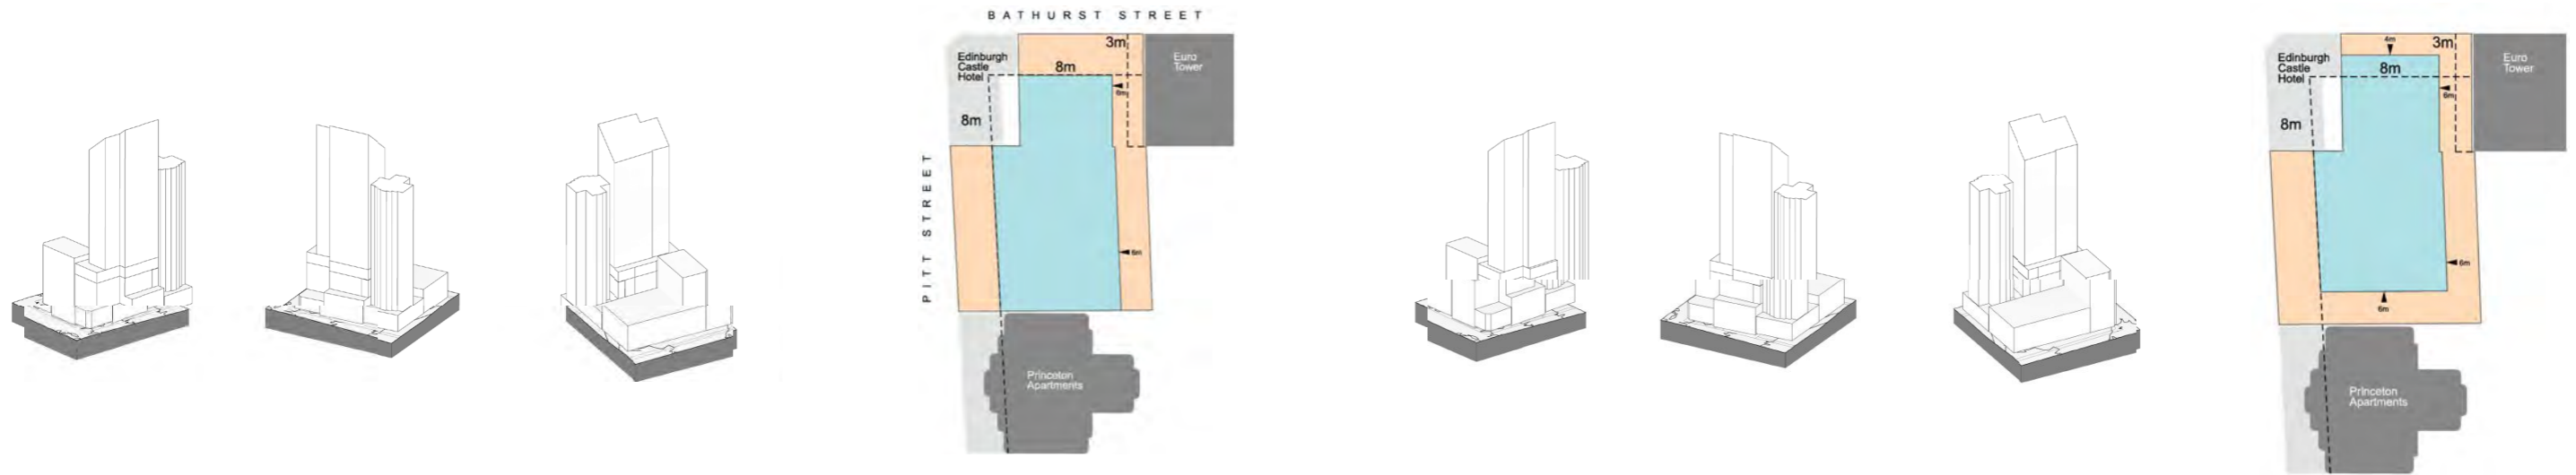 BATHURST STREET
3m
Edinburgh
Castle
Hotel
8m
Euro
Tower
6m
8m
PITT STREET
6m
Princeton
Apartments
4m
3m
Edinburgh
Castle
Hotel
8m
Euro
Tower
6m
8m
6m
6m
Princeton
Apartments